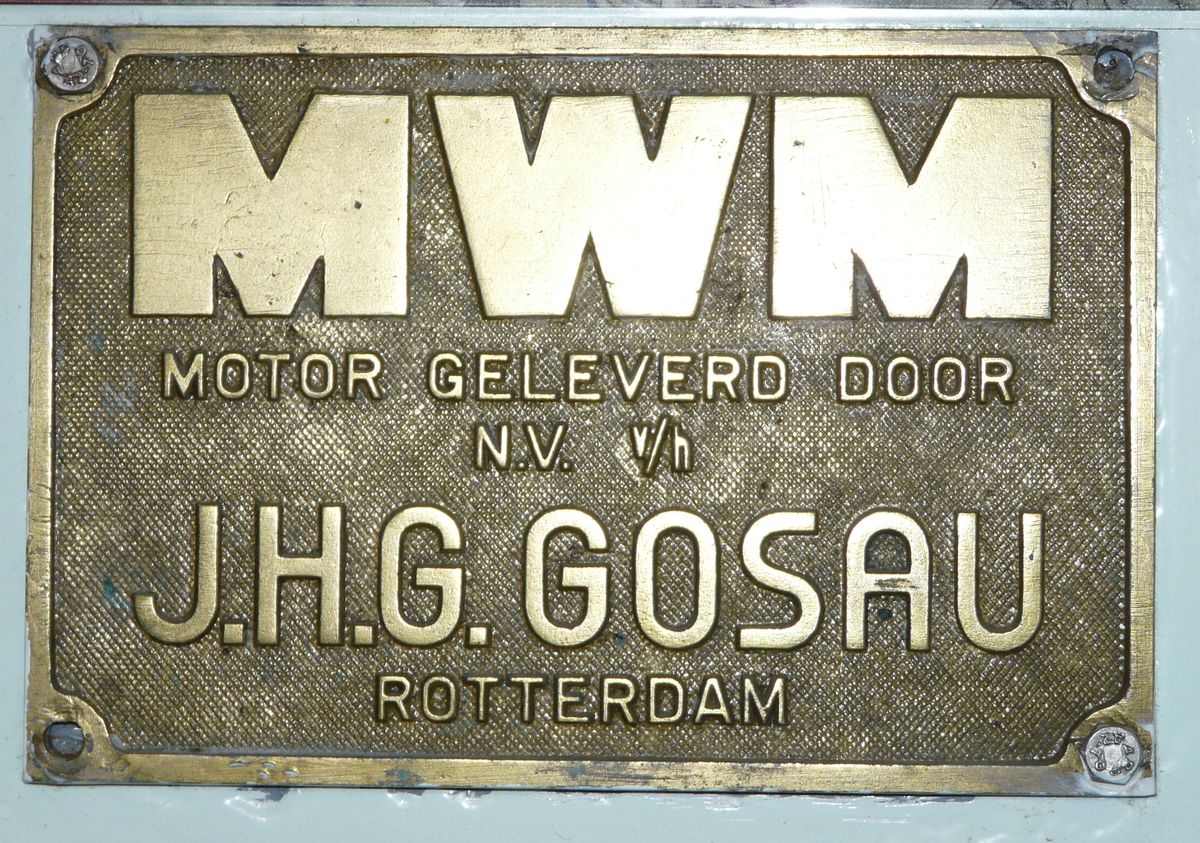 MWM
MOTOR GELEVERD DOOR
N.V. v/h
J.H.G. GOSAU
ROTTERDAM